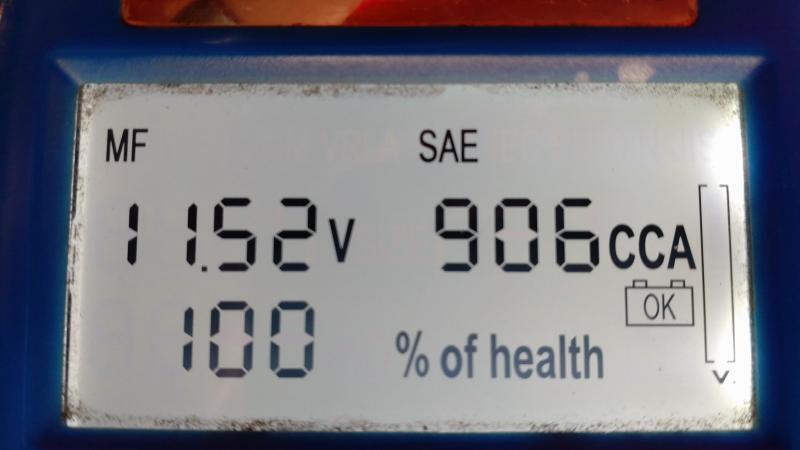 MF SAE
11.52V 906CCA
OK
100 % of health